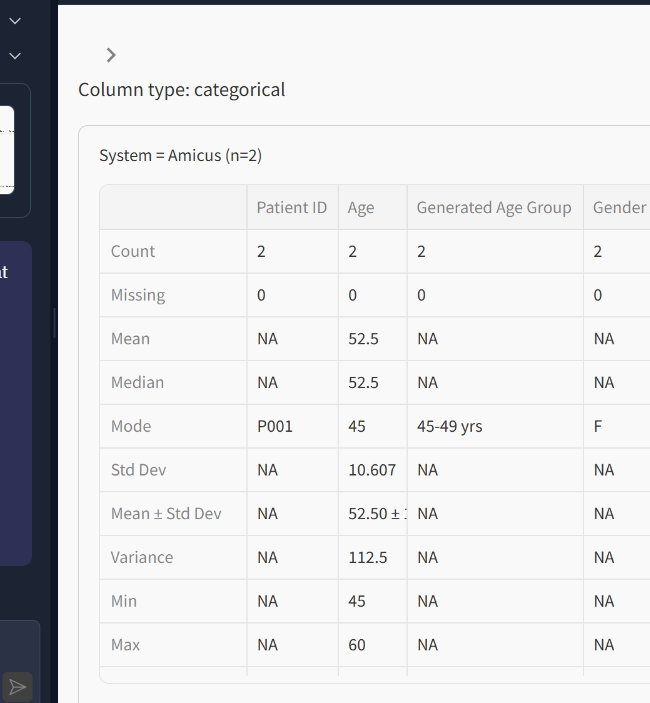 Column type: categorical
System = Amicus (n=2)
Patient ID Age Generated Age Group Gender
Count 2 2 2 2
Missing 0 0 0 0
Mean NA 52.5 NA NA
Median NA 52.5 NA NA
Mode P001 45 45-49 yrs F
Std Dev NA 10.607 NA NA
Mean ± Std Dev NA 52.50 ± NA NA
Variance NA 112.5 NA NA
Min NA 45 NA NA
Max NA 60 NA NA